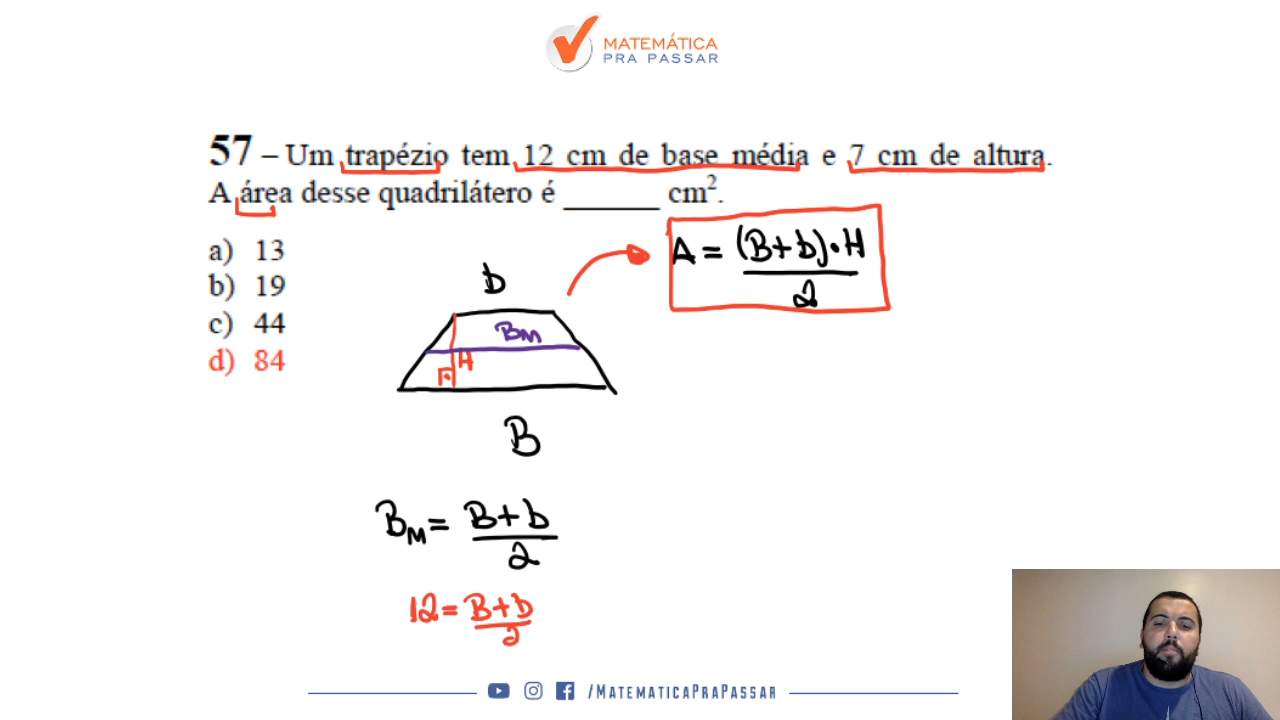 MATEMÁTICA
PRA PASSAR
57 – Um trapézio tem 12 cm de base média e 7 cm de altura.
A área desse quadrilátero é ______ cm².
a) 13
b) 19
c) 44
d) 84
A = (B+b)·H
2
b
BM
H
B
BM = B+b
2
12 = B+b
2
/MATEMATICAPRAPASSAR